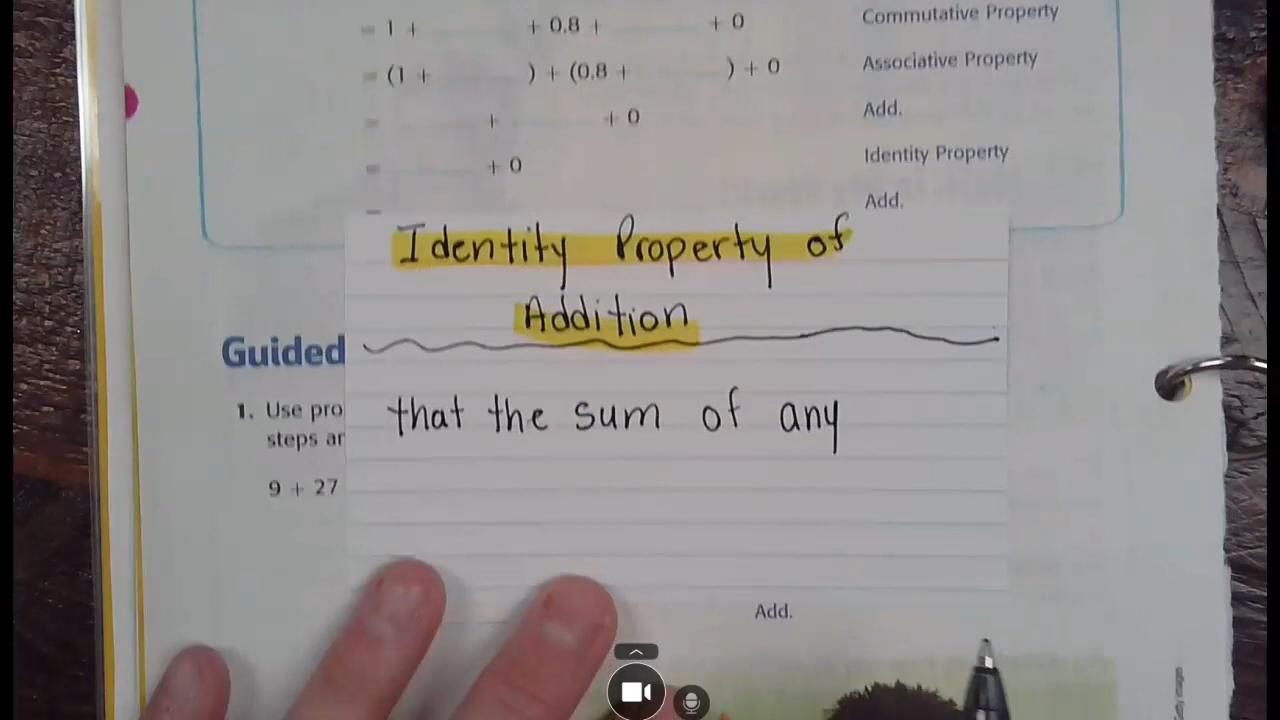 = 1 + + 0.8 + + 0 Commutative Property
= (1 + ) + (0.8 + ) + 0 Associative Property
= + + 0 Add.
= + 0 Identity Property
= Add.
Identity Property of
Addition
Guided
1. Use pro
steps ar
that the sum of any
9 + 27
Add.